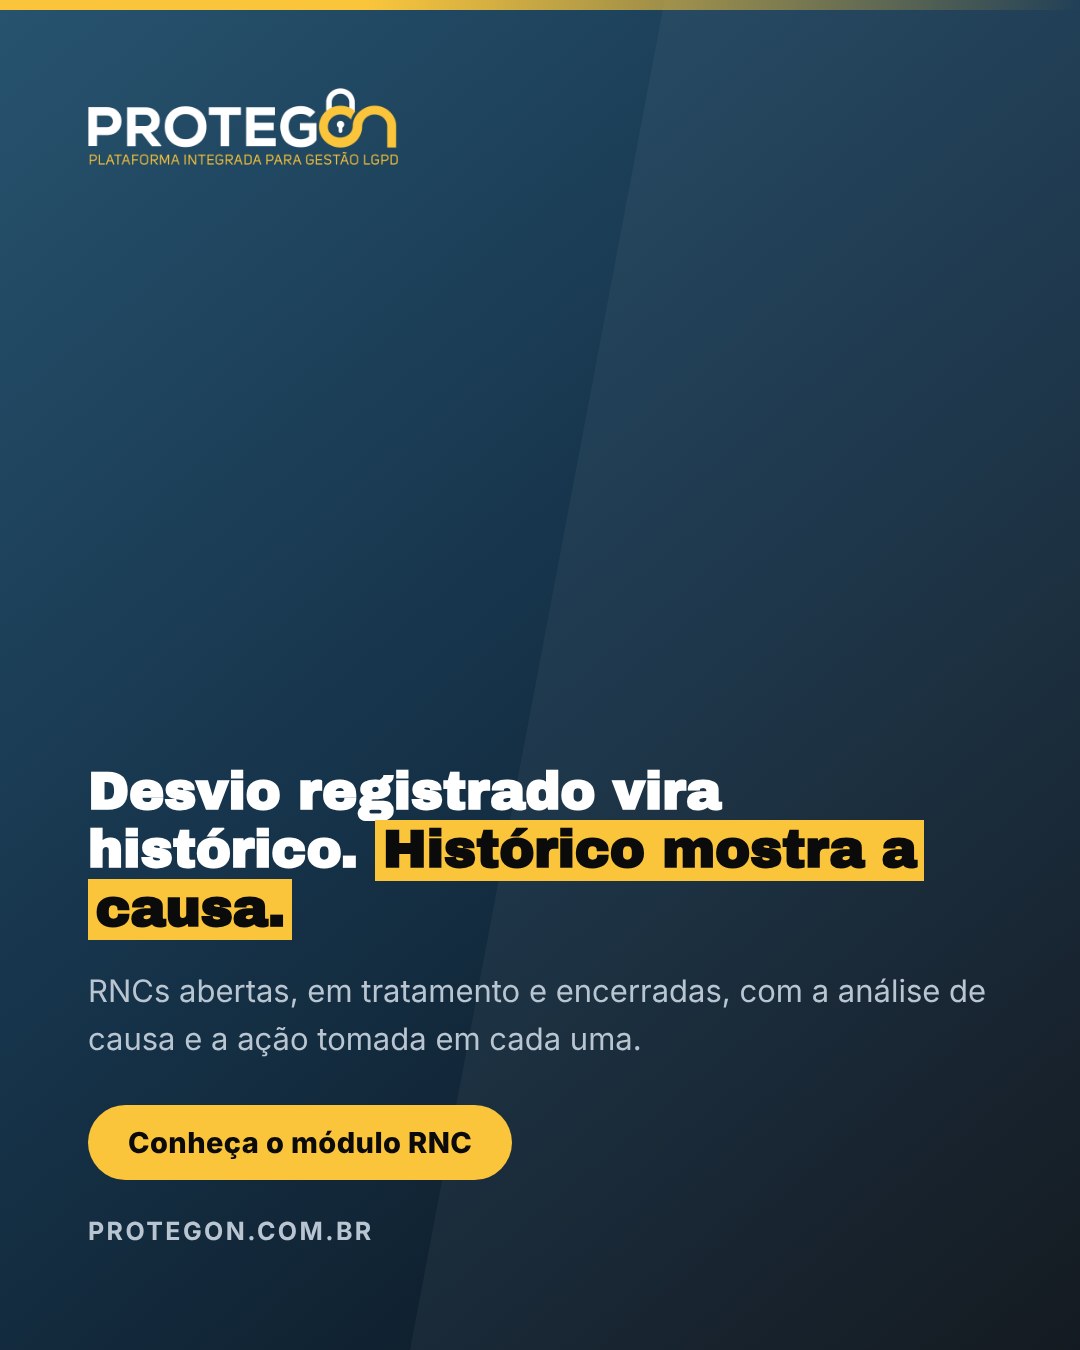 PROTEGON
PLATAFORMA INTEGRADA PARA GESTÃO LGPD
Desvio registrado vira
histórico. Histórico mostra a
causa.
RNCs abertas, em tratamento e encerradas, com a análise de
causa e a ação tomada em cada uma.
Conheça o módulo RNC
PROTEGON.COM.BR